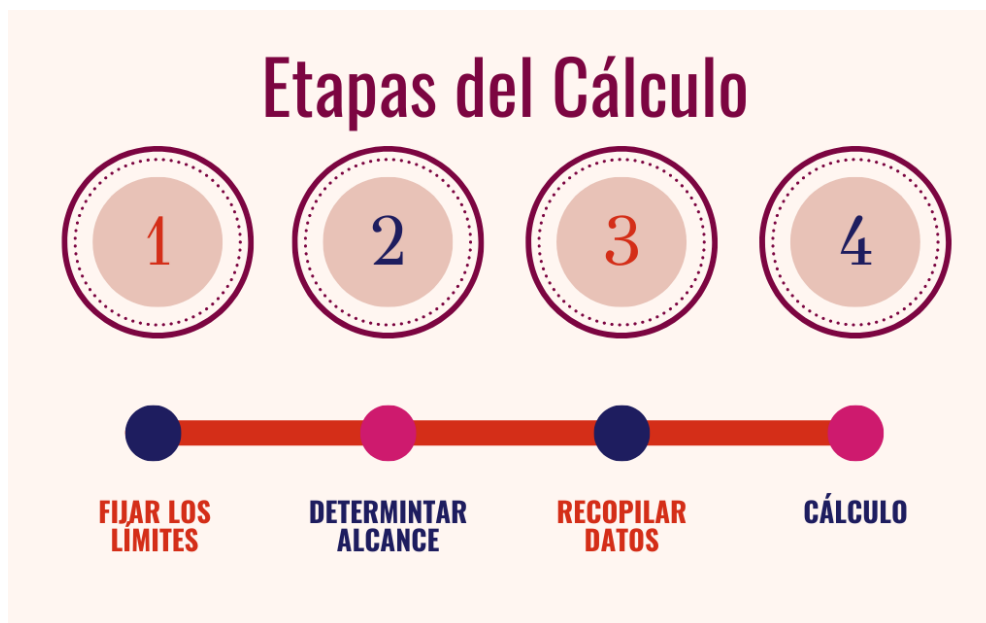 Etapas del Cálculo
1
2
3
4
FIJAR LOS
LÍMITES
DETERMINTAR
ALCANCE
RECOPILAR
DATOS
CÁLCULO